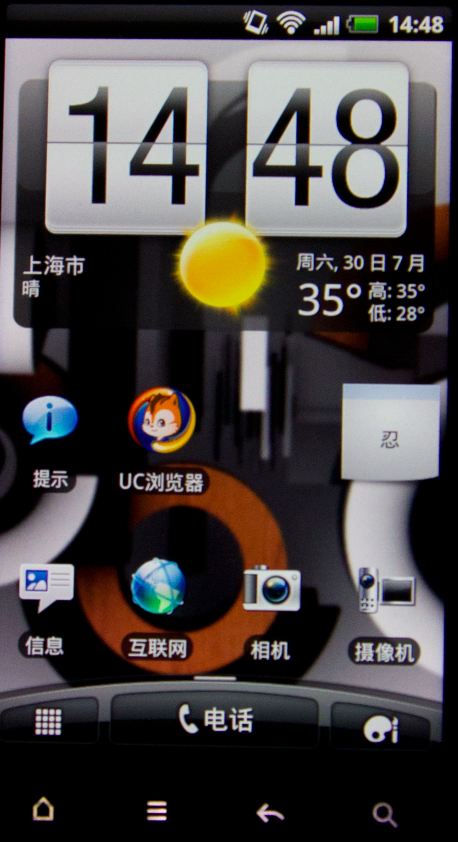 14:48
14 48
上海市
晴
周六, 30 日 7 月
35° 高: 35°
低: 28°
忍
提示
UC浏览器
信息
互联网
相机
摄像机
电话